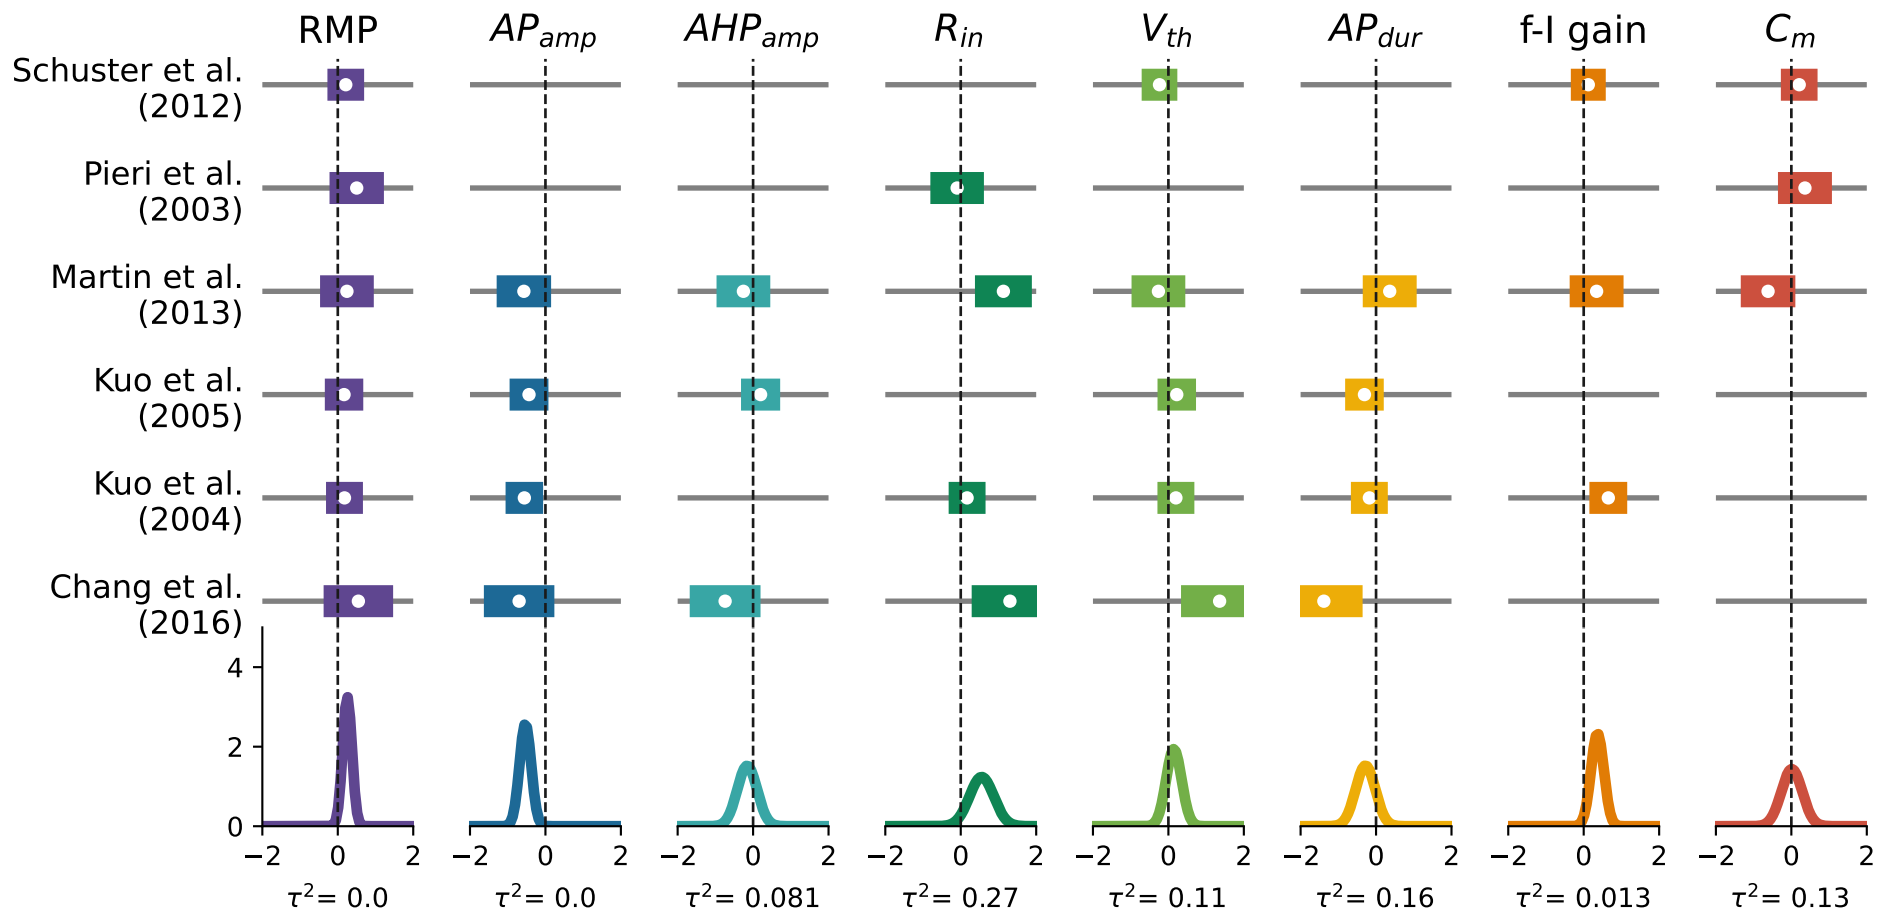 RMP AP_amp AHP_amp R_in V_th AP_dur f-I gain C_m
Schuster et al.
(2012)
Pieri et al.
(2003)
Martin et al.
(2013)
Kuo et al.
(2005)
Kuo et al.
(2004)
Chang et al.
(2016)
4
2
0
−2 0 2 −2 0 2 −2 0 2 −2 0 2 −2 0 2 −2 0 2 −2 0 2 −2 0 2
τ²= 0.0 τ²= 0.0 τ²= 0.081 τ²= 0.27 τ²= 0.11 τ²= 0.16 τ²= 0.013 τ²= 0.13